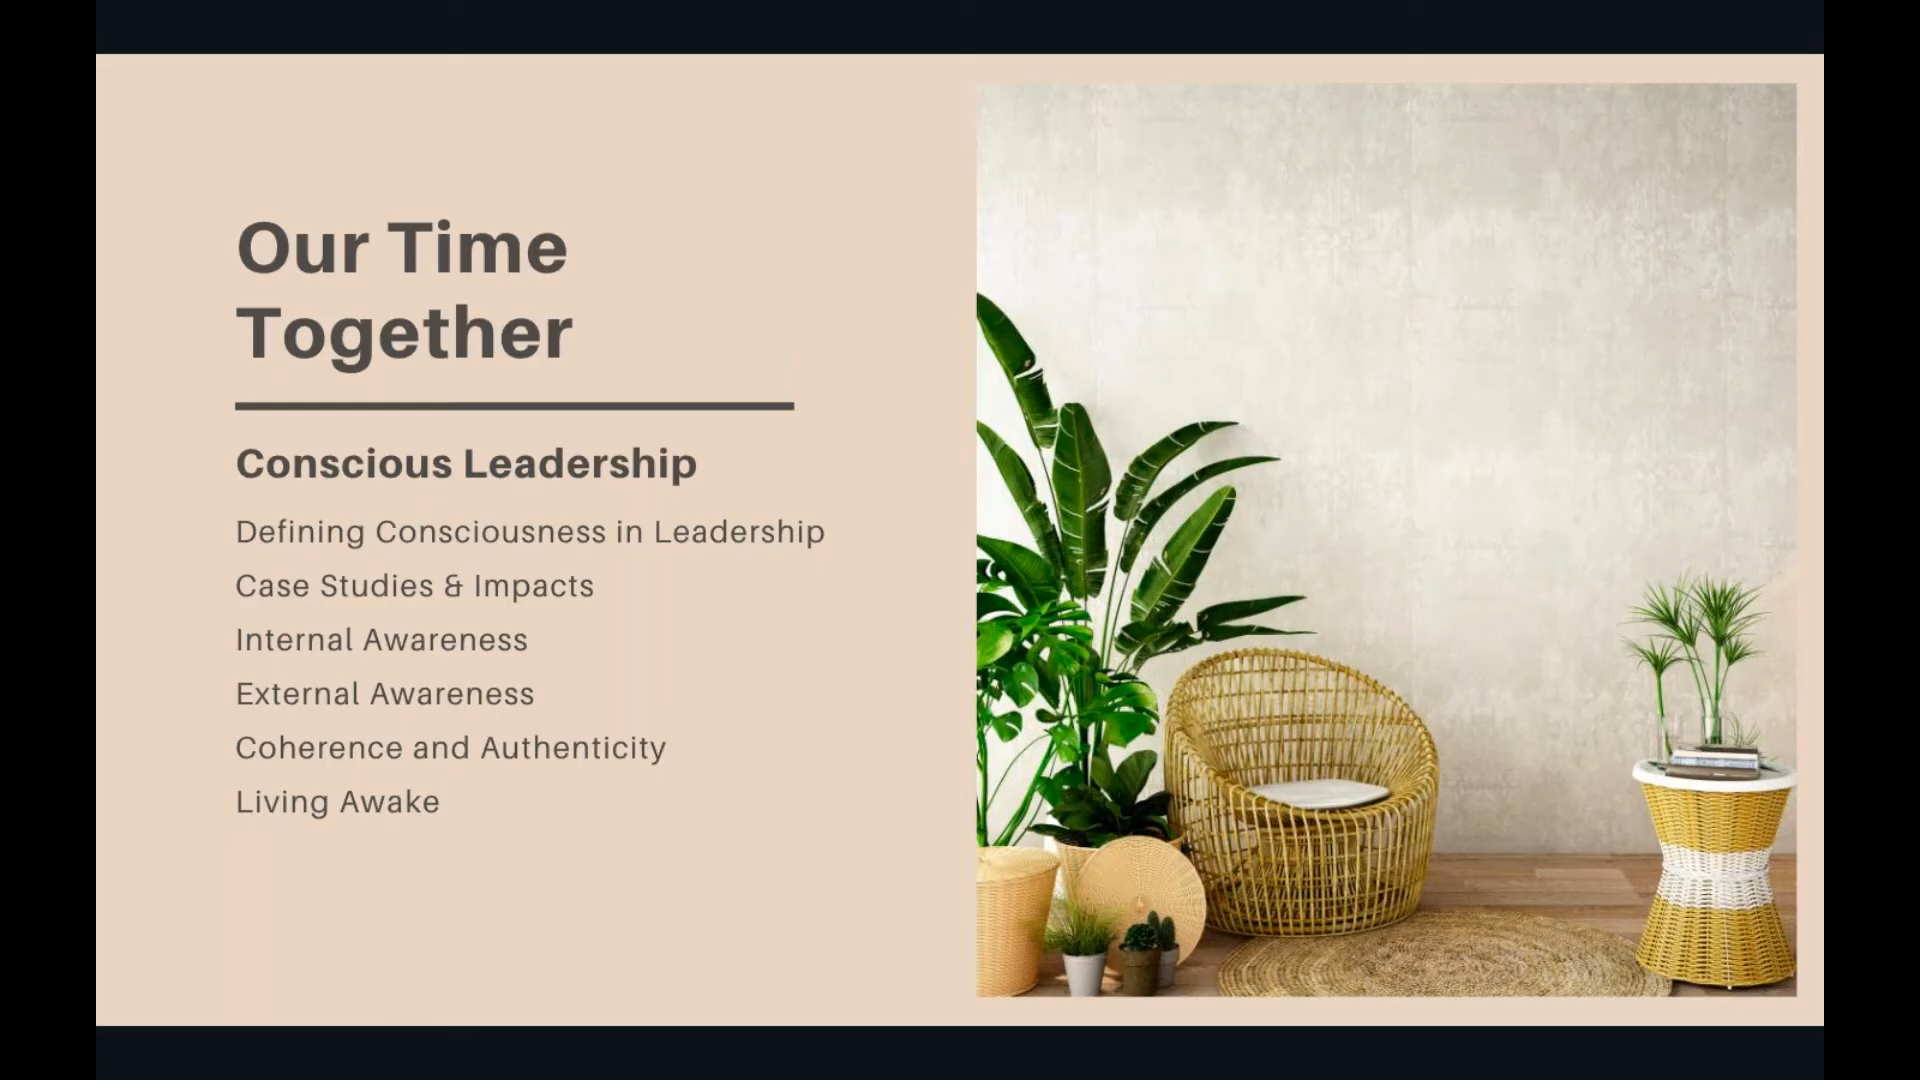 Our Time
Together
Conscious Leadership
Defining Consciousness in Leadership
Case Studies & Impacts
Internal Awareness
External Awareness
Coherence and Authenticity
Living Awake